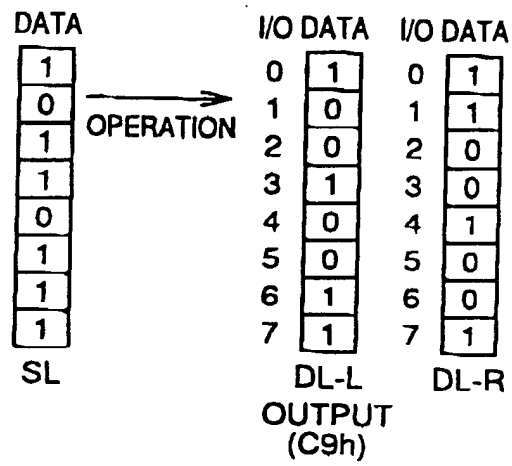 DATA
1
0
1
1
0
1
1
1
SL
OPERATION
I/O DATA
0 1
1 0
2 0
3 1
4 0
5 0
6 1
7 1
DL-L
OUTPUT
(C9h)
I/O DATA
0 1
1 1
2 0
3 0
4 1
5 0
6 0
7 1
DL-R